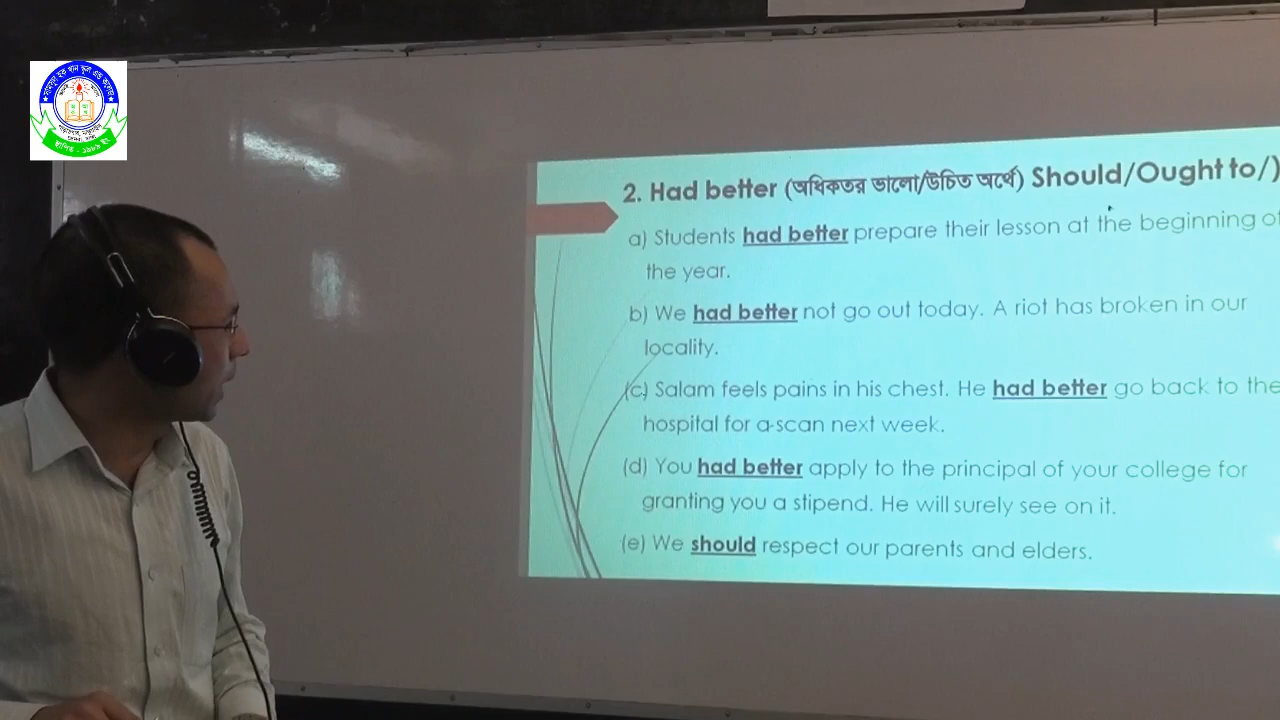 2. Had better (অধিকতর ভালো/উচিত অর্থে) Should/Ought to/)
a) Students had better prepare their lesson at the beginning of
the year.
b) We had better not go out today. A riot has broken in our
locality.
(c) Salam feels pains in his chest. He had better go back to the
hospital for a-scan next week.
(d) You had better apply to the principal of your college for
granting you a stipend. He will surely see on it.
(e) We should respect our parents and elders.
স্থাপিত - ১৯৮৯ ইং